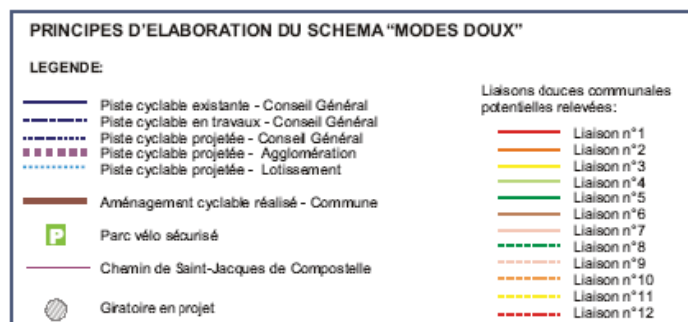 PRINCIPES D'ELABORATION DU SCHEMA "MODES DOUX"
LEGENDE:
Piste cyclable existante - Conseil Général
Piste cyclable en travaux - Conseil Général
Piste cyclable projetée - Conseil Général
Piste cyclable projetée - Agglomération
Piste cyclable projetée - Lotissement
Aménagement cyclable réalisé - Commune
P Parc vélo sécurisé
Chemin de Saint-Jacques de Compostelle
Giratoire en projet
Liaisons douces communales
potentielles relevées:
Liaison n°1
Liaison n°2
Liaison n°3
Liaison n°4
Liaison n°5
Liaison n°6
Liaison n°7
Liaison n°8
Liaison n°9
Liaison n°10
Liaison n°11
Liaison n°12